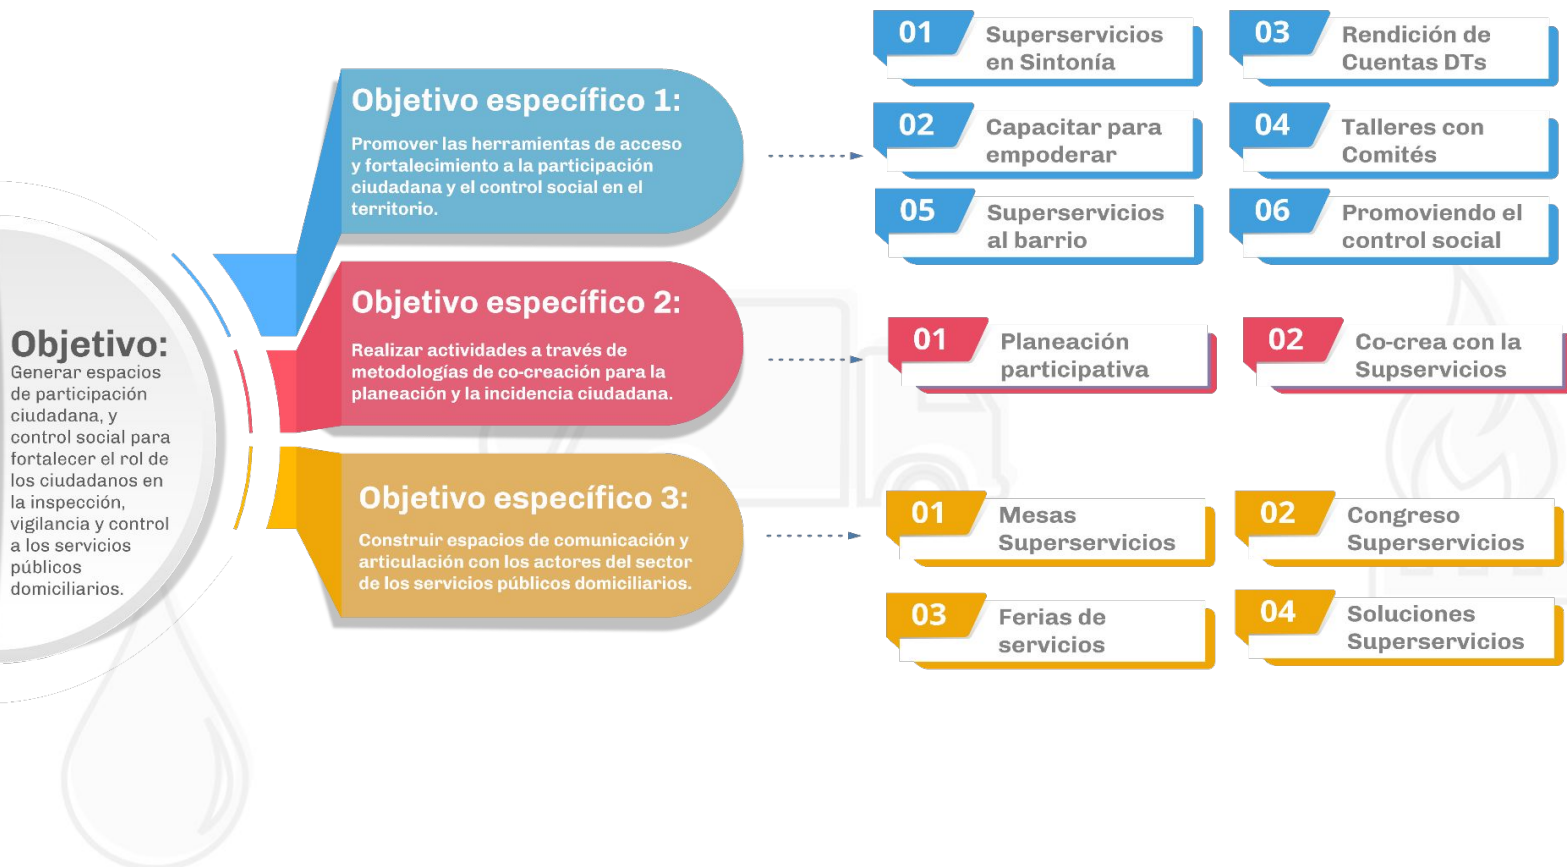 Objetivo:
Generar espacios
de participación
ciudadana, y
control social para
fortalecer el rol de
los ciudadanos en
la inspección,
vigilancia y control
a los servicios
públicos
domiciliarios.
Objetivo específico 1:
Promover las herramientas de acceso
y fortalecimiento a la participación
ciudadana y el control social en el
territorio.
01
Superservicios
en Sintonía
03
Rendición de
Cuentas DTs
02
Capacitar para
empoderar
04
Talleres con
Comités
05
Superservicios
al barrio
06
Promoviendo el
control social
Objetivo específico 2:
Realizar actividades a través de
metodologías de co-creación para la
planeación y la incidencia ciudadana.
01
Planeación
participativa
02
Co-crea con la
Supservicios
Objetivo específico 3:
Construir espacios de comunicación y
articulación con los actores del sector
de los servicios públicos domiciliarios.
01
Mesas
Superservicios
02
Congreso
Superservicios
03
Ferias de
servicios
04
Soluciones
Superservicios